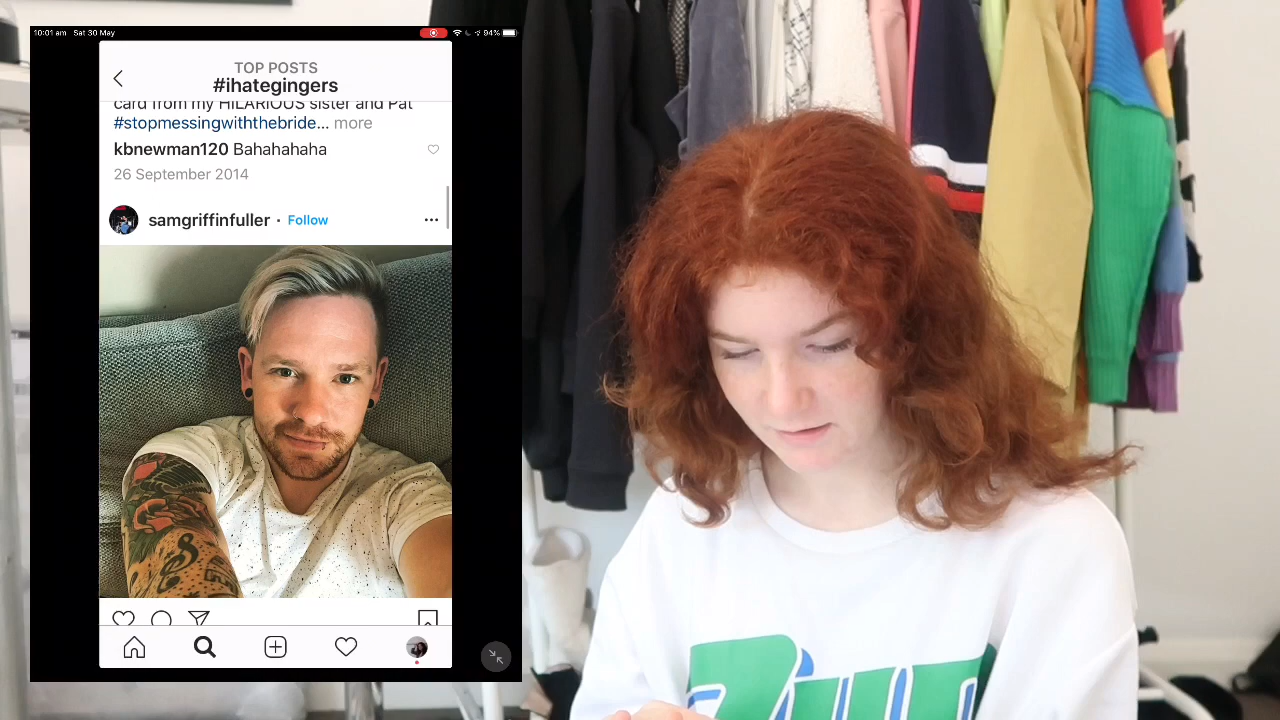 10:01 am Sat 30 May
94%
TOP POSTS
#ihategingers
card from my HILARIOUS sister and Pat
#stopmessingwiththebride... more
kbnewman120 Bahahahaha
26 September 2014
samgriffinfuller · Follow